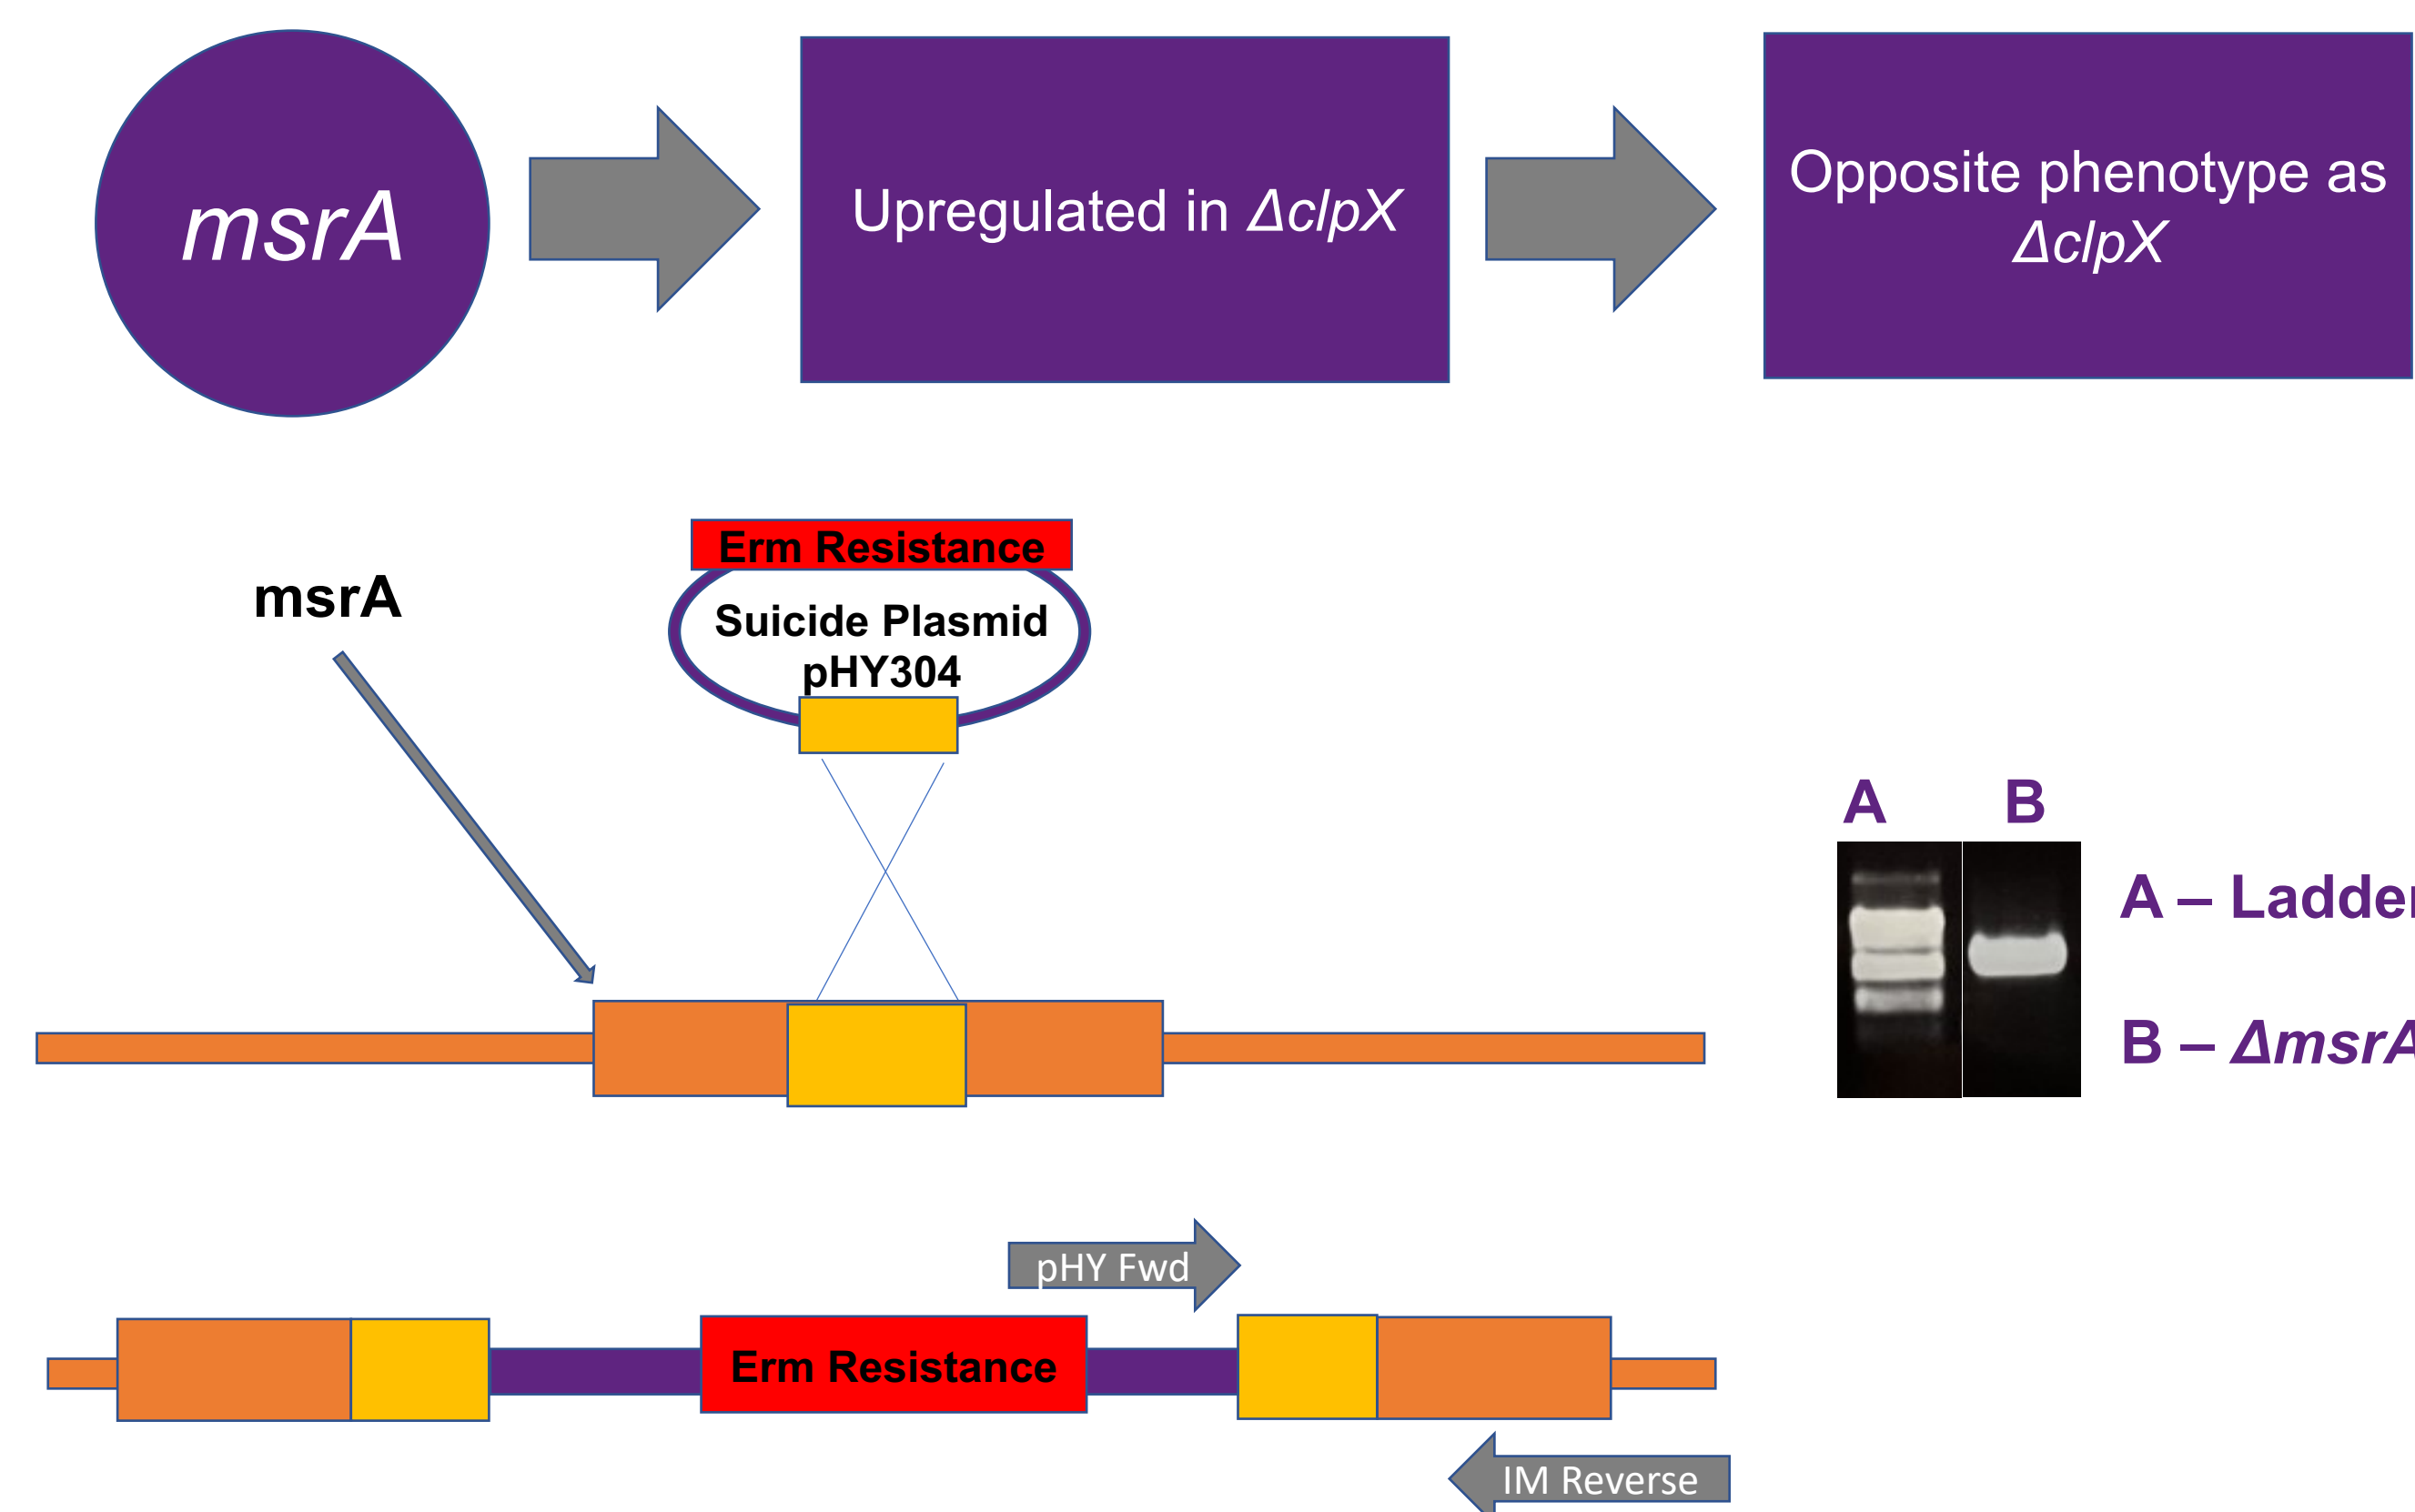 msrA
Upregulated in ΔclpX
Opposite phenotype as
ΔclpX
Erm Resistance
msrA
Suicide Plasmid
pHY304
A B
A – Ladder
B – ΔmsrA
pHY Fwd
Erm Resistance
IM Reverse